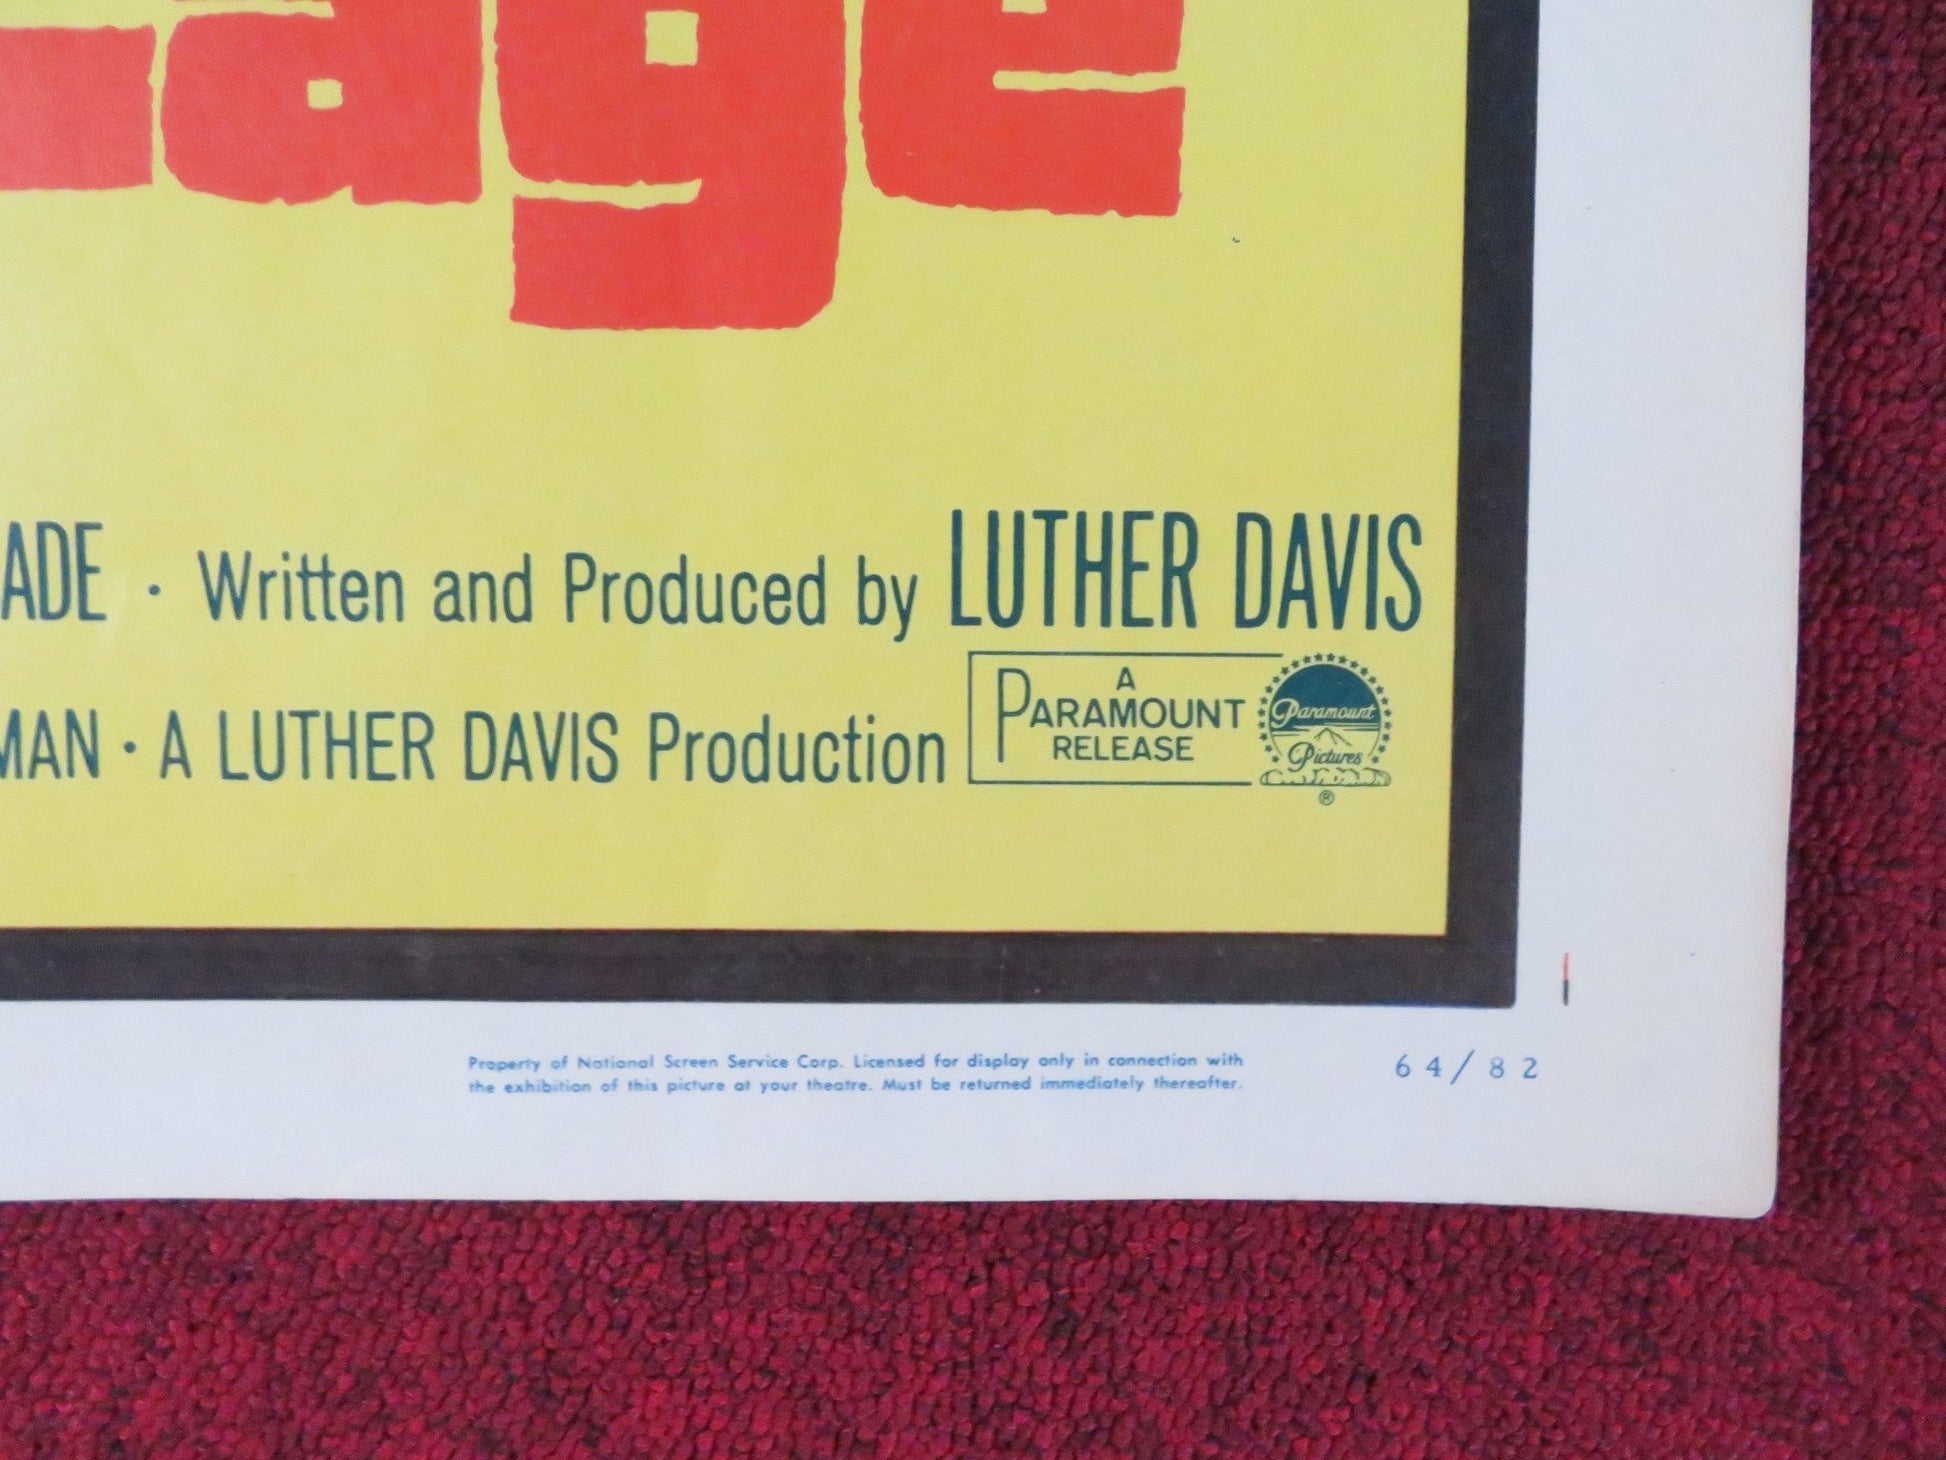 Cage
ADE · Written and Produced by LUTHER DAVIS
MAN · A LUTHER DAVIS Production
A
PARAMOUNT
RELEASE
Paramount
Pictures
®
Property of National Screen Service Corp. Licensed for display only in connection with
the exhibition of this picture at your theatre. Must be returned immediately thereafter.
64/82